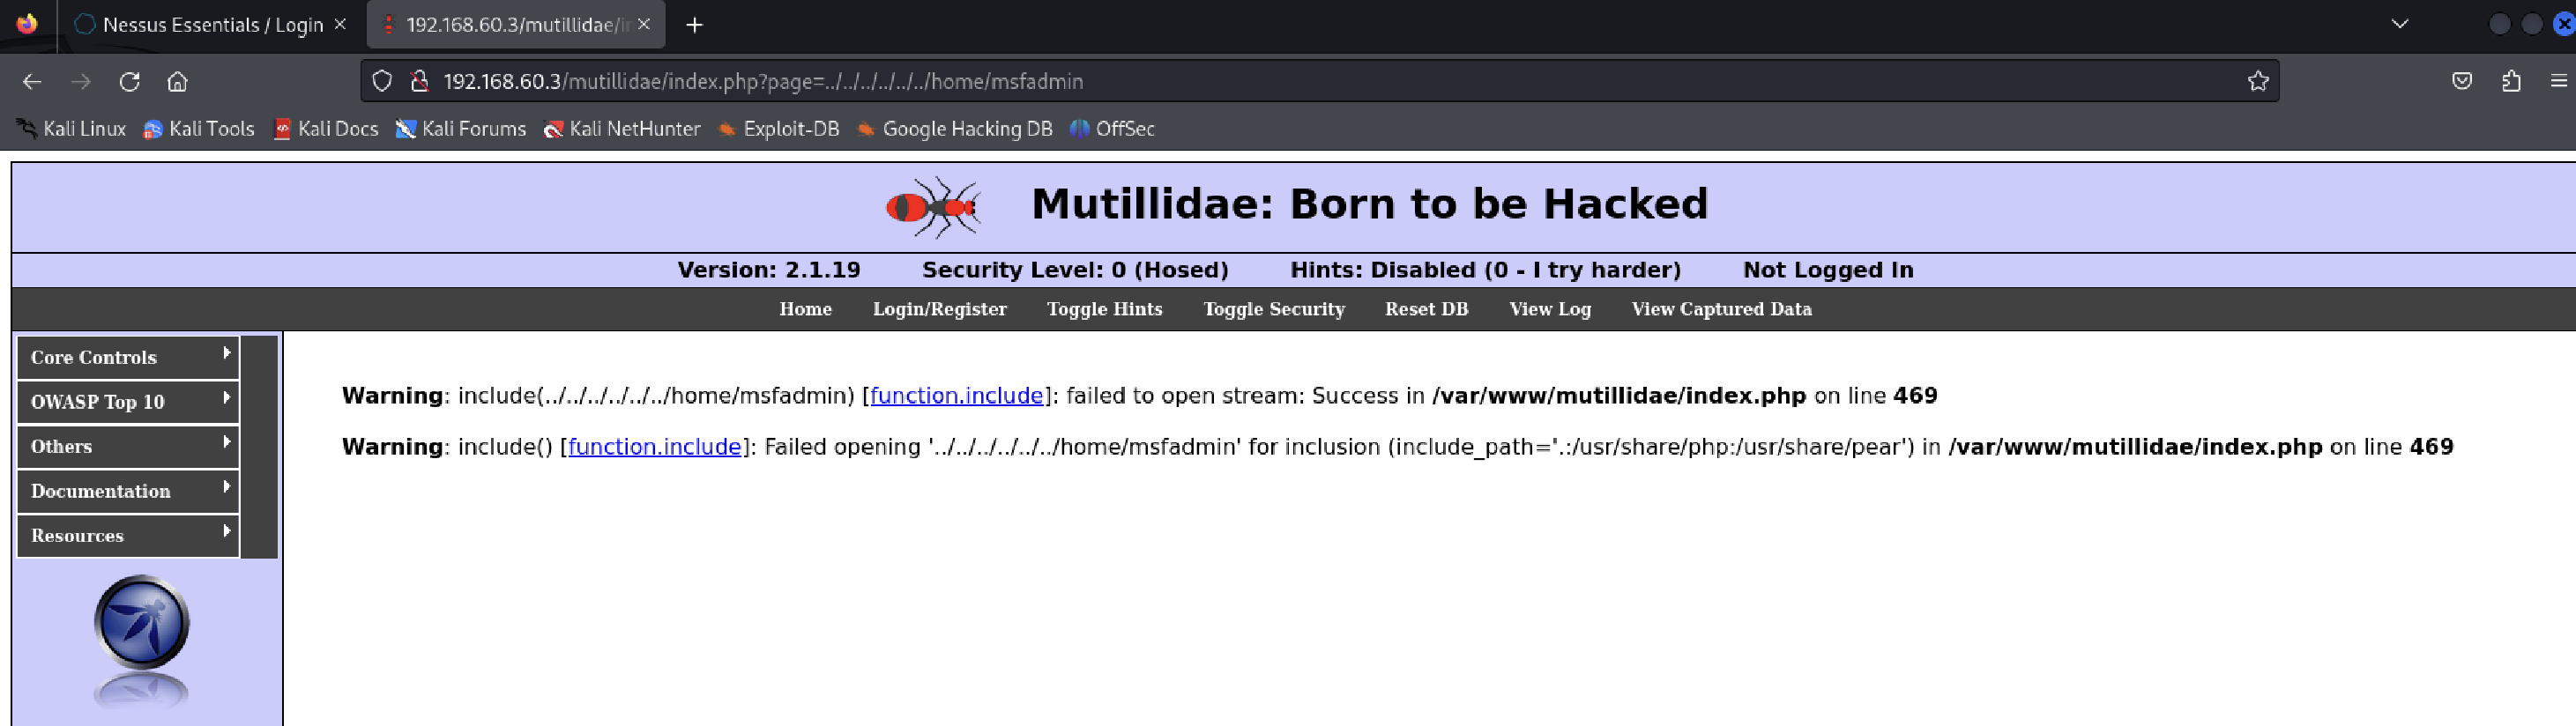 Nessus Essentials / Login
192.168.60.3/mutillidae/in
192.168.60.3/mutillidae/index.php?page=../../../../../../home/msfadmin
Kali Linux Kali Tools Kali Docs Kali Forums Kali NetHunter Exploit-DB Google Hacking DB OffSec
Mutillidae: Born to be Hacked
Version: 2.1.19 Security Level: 0 (Hosed) Hints: Disabled (0 - I try harder) Not Logged In
Home Login/Register Toggle Hints Toggle Security Reset DB View Log View Captured Data
Core Controls
OWASP Top 10
Others
Documentation
Resources
Warning: include(../../../../../../home/msfadmin) [function.include]: failed to open stream: Success in /var/www/mutillidae/index.php on line 469
Warning: include() [function.include]: Failed opening '../../../../../../home/msfadmin' for inclusion (include_path='.:/usr/share/php:/usr/share/pear') in /var/www/mutillidae/index.php on line 469